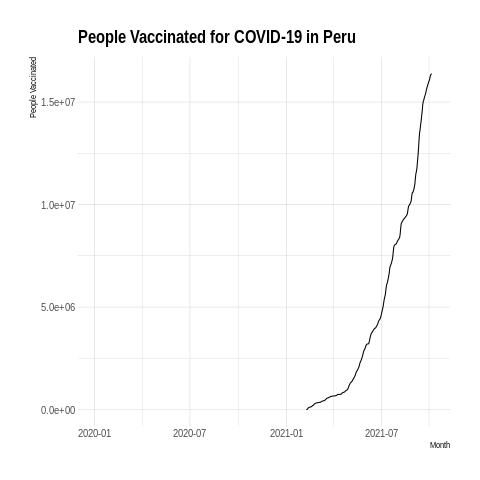 People Vaccinated for COVID-19 in Peru
People Vaccinated
1.5e+07
1.0e+07
5.0e+06
0.0e+00
2020-01
2020-07
2021-01
2021-07
Month